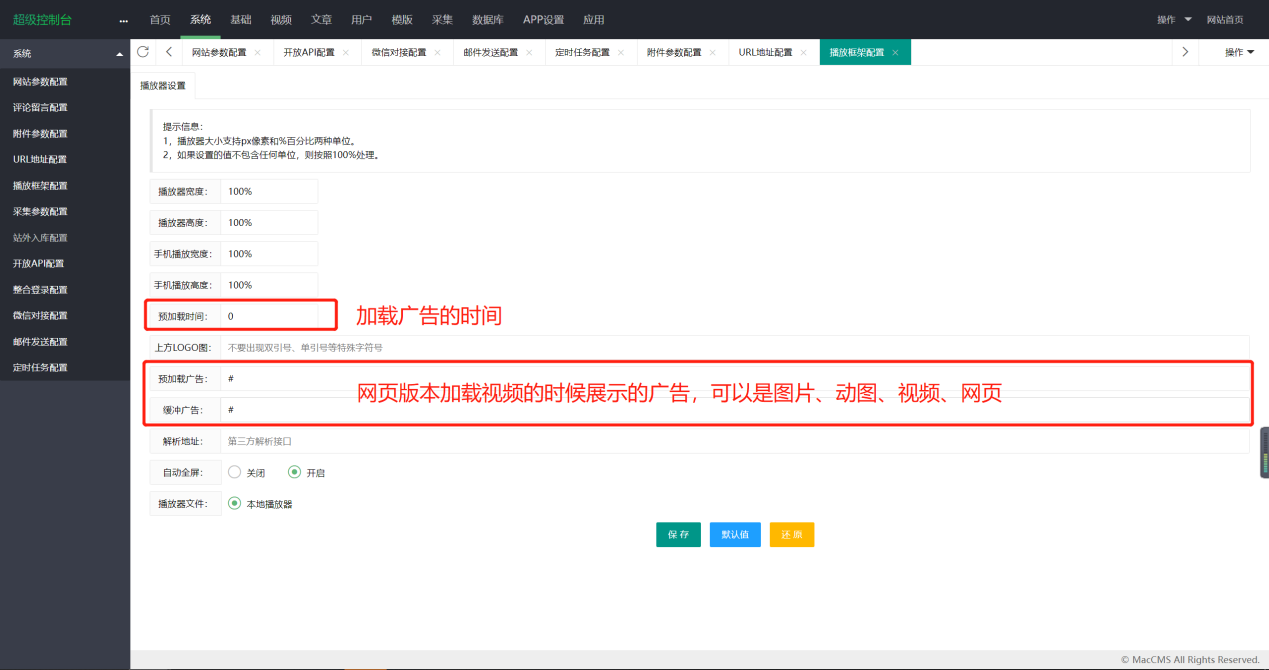 超级控制台 ... 首页 系统 基础 视频 文章 用户 模版 采集 数据库 APP设置 应用 操作 网站首页
系统 网站参数配置 开放API配置 微信对接配置 邮件发送配置 定时任务配置 附件参数配置 URL地址配置 播放框架配置 操作
网站参数配置
评论留言配置
附件参数配置
URL地址配置
播放框架配置
采集参数配置
站外入库配置
开放API配置
整合登录配置
微信对接配置
邮件发送配置
定时任务配置
播放器设置
提示信息:
1，播放器大小支持px像素和%百分比两种单位。
2，如果设置的值不包含任何单位，则按照100%处理。
播放器宽度: 100%
播放器高度: 100%
手机播放宽度: 100%
手机播放高度: 100%
预加载时间: 0 加载广告的时间
上方LOGO图: 不要出现双引号、单引号等特殊字符号
预加载广告: #
网页版本加载视频的时候展示的广告，可以是图片、动图、视频、网页
缓冲广告: #
解析地址: 第三方解析接口
自动全屏: 关闭 开启
播放器文件: 本地播放器
保 存 默认值 还 原
© MacCMS All Rights Reserved.